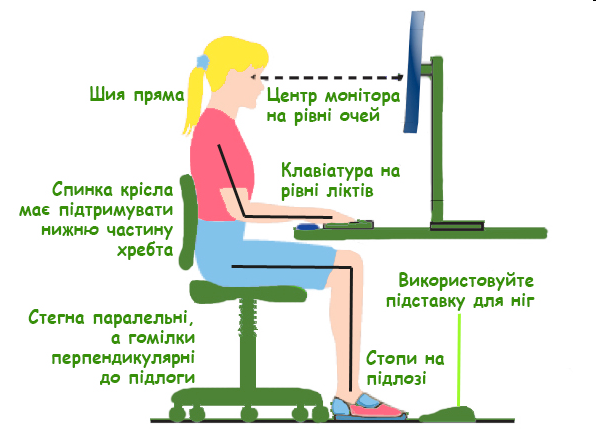 Шия пряма
Центр монітора
на рівні очей
Клавіатура на
рівні ліктів
Спинка крісла
має підтримувати
нижню частину
хребта
Використовуйте
підставку для ніг
Стегна паралельні,
а гомілки
перпендикулярні
до підлоги
Стопи на
підлозі